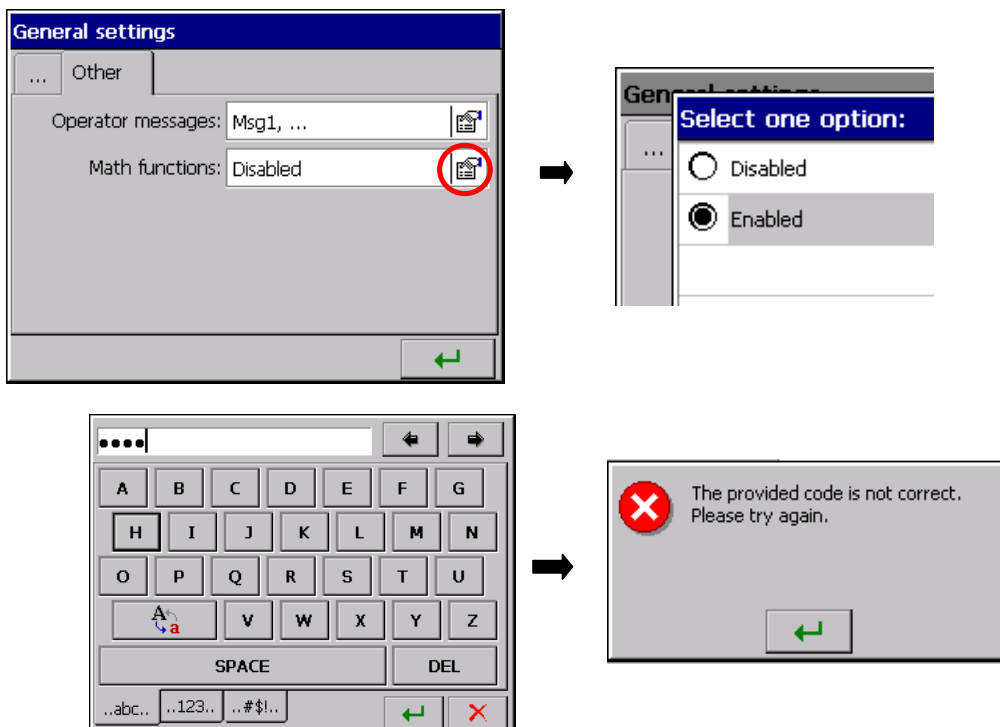 General settings
... Other
Operator messages: Msg1, ...
Math functions: Disabled
Select one option:
...
Disabled
Enabled
A B C D E F G
H I J K L M N
O P Q R S T U
A a V W X Y Z
SPACE DEL
..abc.. ..123.. ..#$!..
The provided code is not correct.
Please try again.